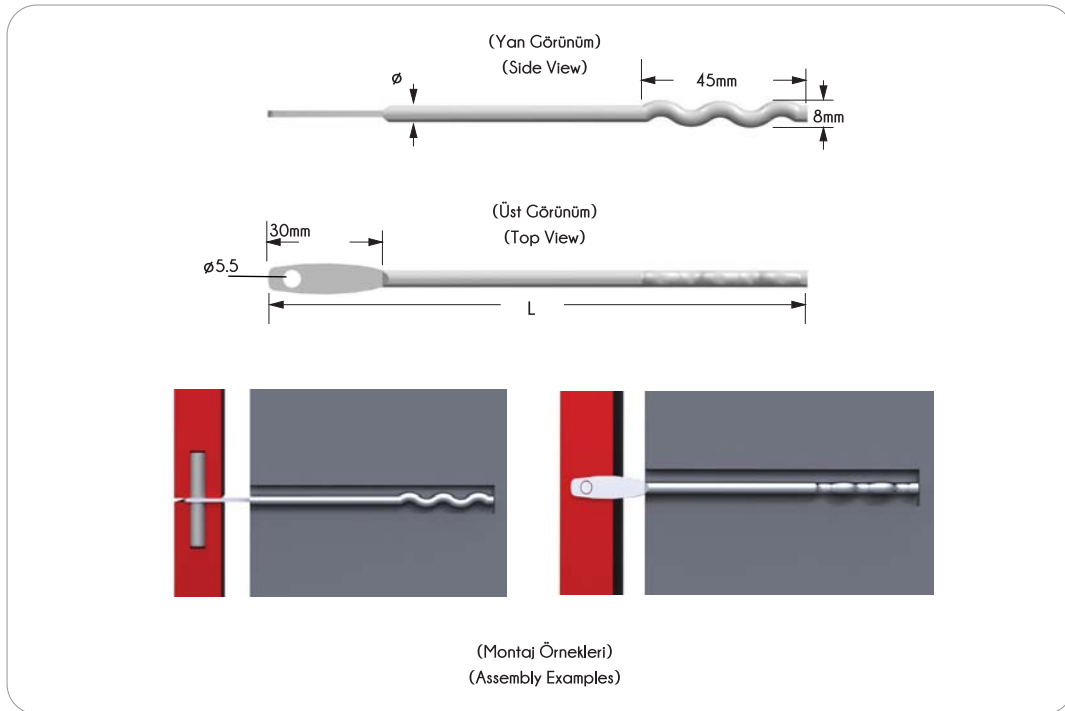 (Yan Görünüm)
(Side View)
ø
45mm
8mm
(Üst Görünüm)
(Top View)
30mm
ø5.5
L
(Montaj Örnekleri)
(Assembly Examples)